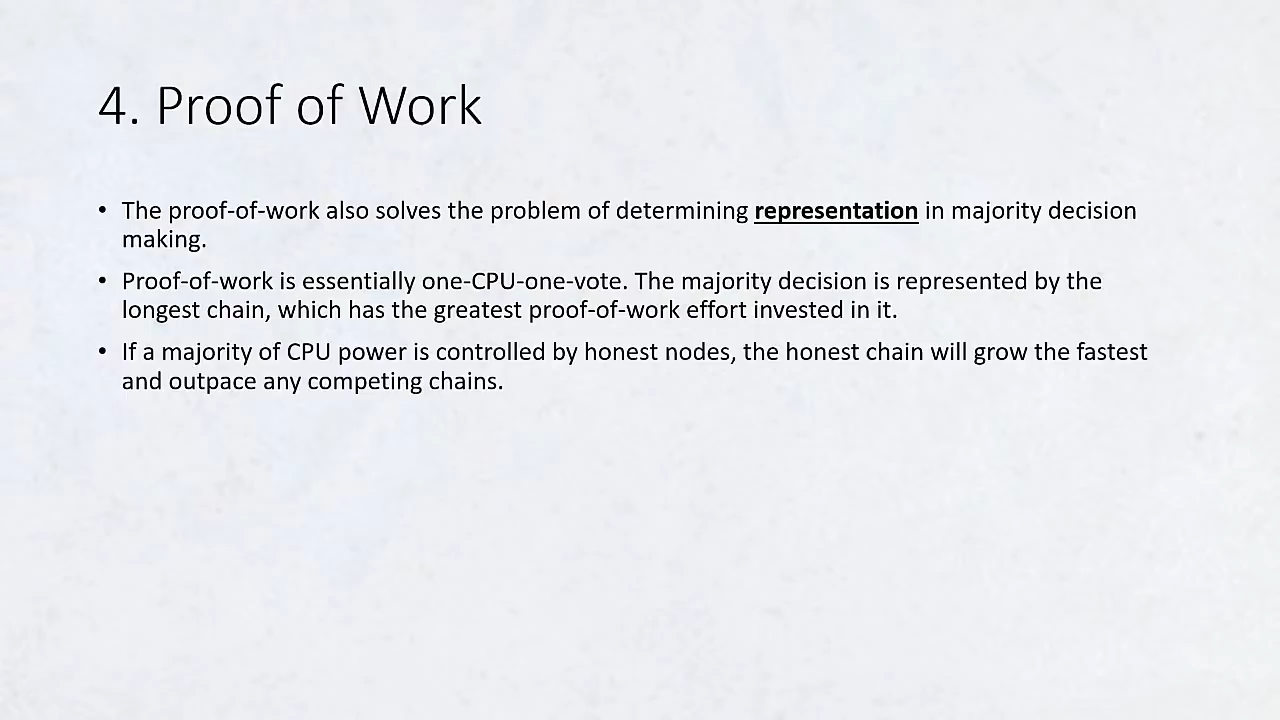 4. Proof of Work
• The proof-of-work also solves the problem of determining representation in majority decision
making.
• Proof-of-work is essentially one-CPU-one-vote. The majority decision is represented by the
longest chain, which has the greatest proof-of-work effort invested in it.
• If a majority of CPU power is controlled by honest nodes, the honest chain will grow the fastest
and outpace any competing chains.